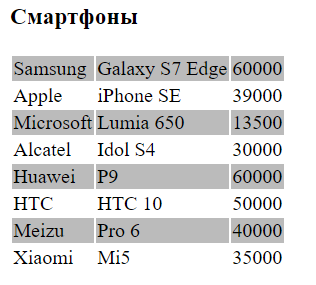 Смартфоны
Samsung Galaxy S7 Edge 60000
Apple iPhone SE 39000
Microsoft Lumia 650 13500
Alcatel Idol S4 30000
Huawei P9 60000
HTC HTC 10 50000
Meizu Pro 6 40000
Xiaomi Mi5 35000